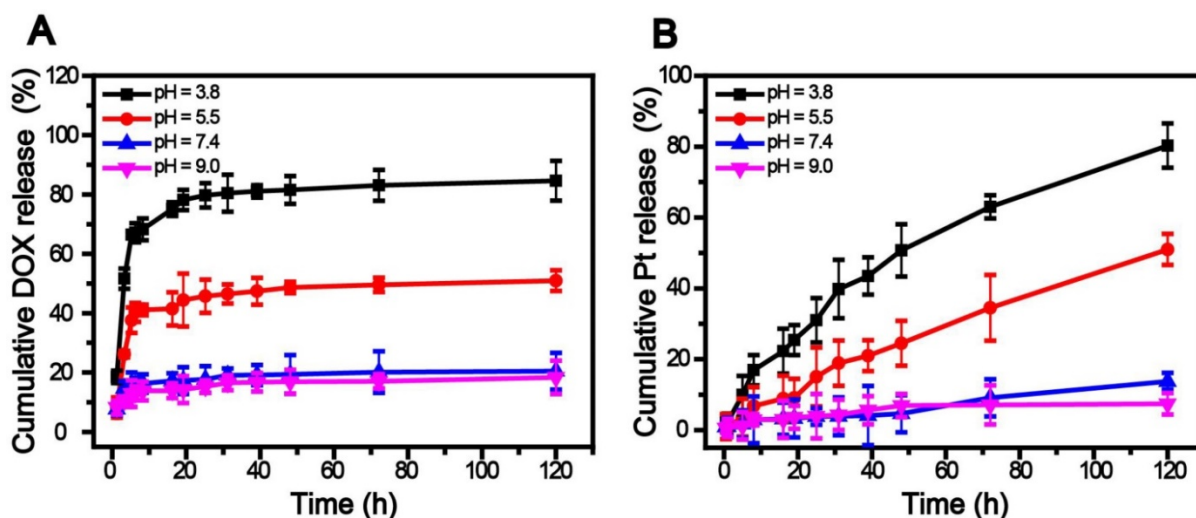 A
Cumulative DOX release (%)
120
100
80
60
40
20
0
pH = 3.8
pH = 5.5
pH = 7.4
pH = 9.0
0 20 40 60 80 100 120
Time (h)
B
Cumulative Pt release (%)
100
80
60
40
20
0
pH = 3.8
pH = 5.5
pH = 7.4
pH = 9.0
0 20 40 60 80 100 120
Time (h)